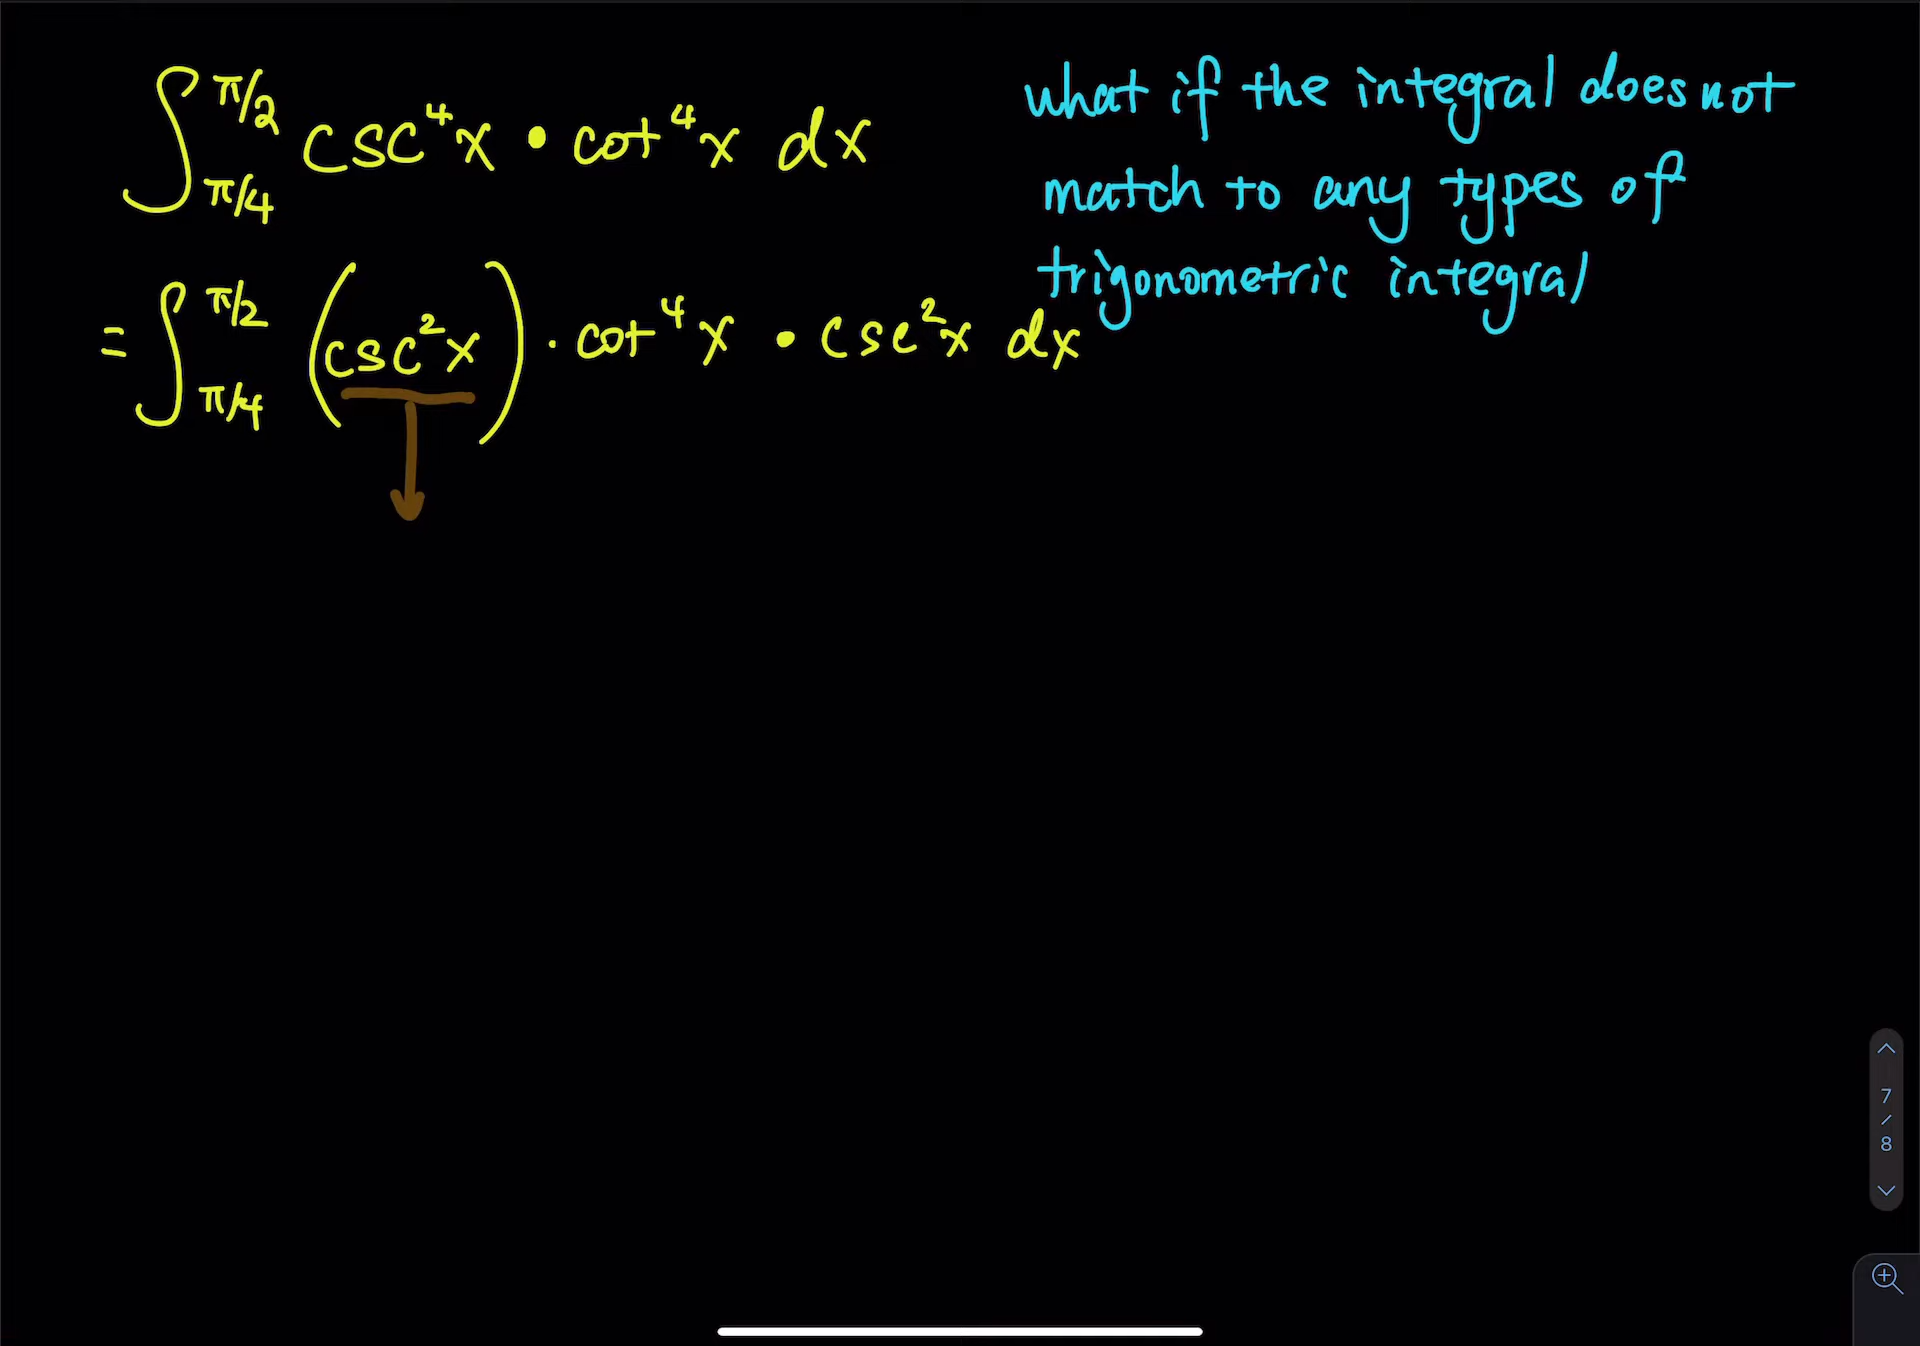 ∫_{π/4}^{π/2} csc⁴x • cot⁴x dx
what if the integral does not
match to any types of
trigonometric integral
= ∫_{π/4}^{π/2} (csc²x) · cot⁴x • csc²x dx
7
/
8